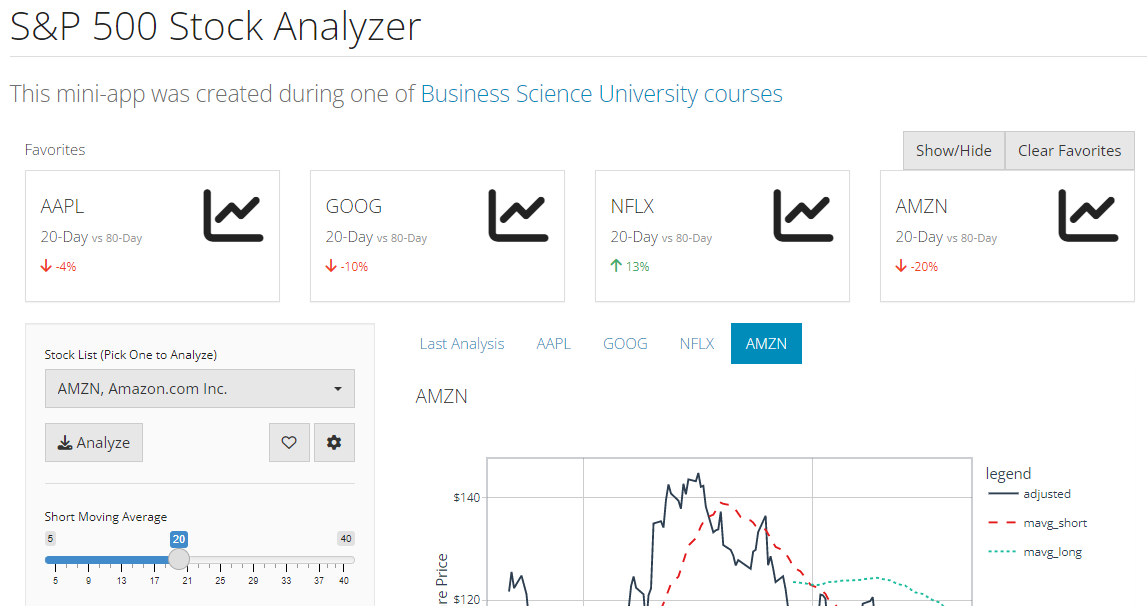 S&P 500 Stock Analyzer
This mini-app was created during one of Business Science University courses
Favorites
Show/Hide Clear Favorites
AAPL
20-Day vs 80-Day
-4%
GOOG
20-Day vs 80-Day
-10%
NFLX
20-Day vs 80-Day
13%
AMZN
20-Day vs 80-Day
-20%
Stock List (Pick One to Analyze)
AMZN, Amazon.com Inc.
Analyze
Short Moving Average
5 20 40
5 9 13 17 21 25 29 33 37 40
Last Analysis AAPL GOOG NFLX AMZN
AMZN
$140
$120
re Price
legend
adjusted
mavg_short
mavg_long